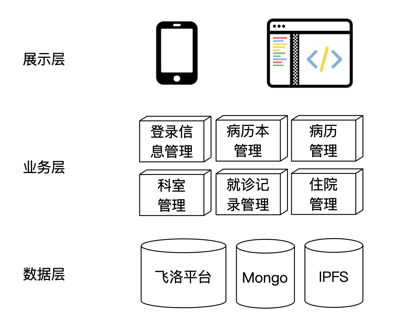 展示层
业务层
登录信
息管理
病历本
管理
病历
管理
科室
管理
就诊记
录管理
住院
管理
数据层
飞洛平台
Mongo
IPFS